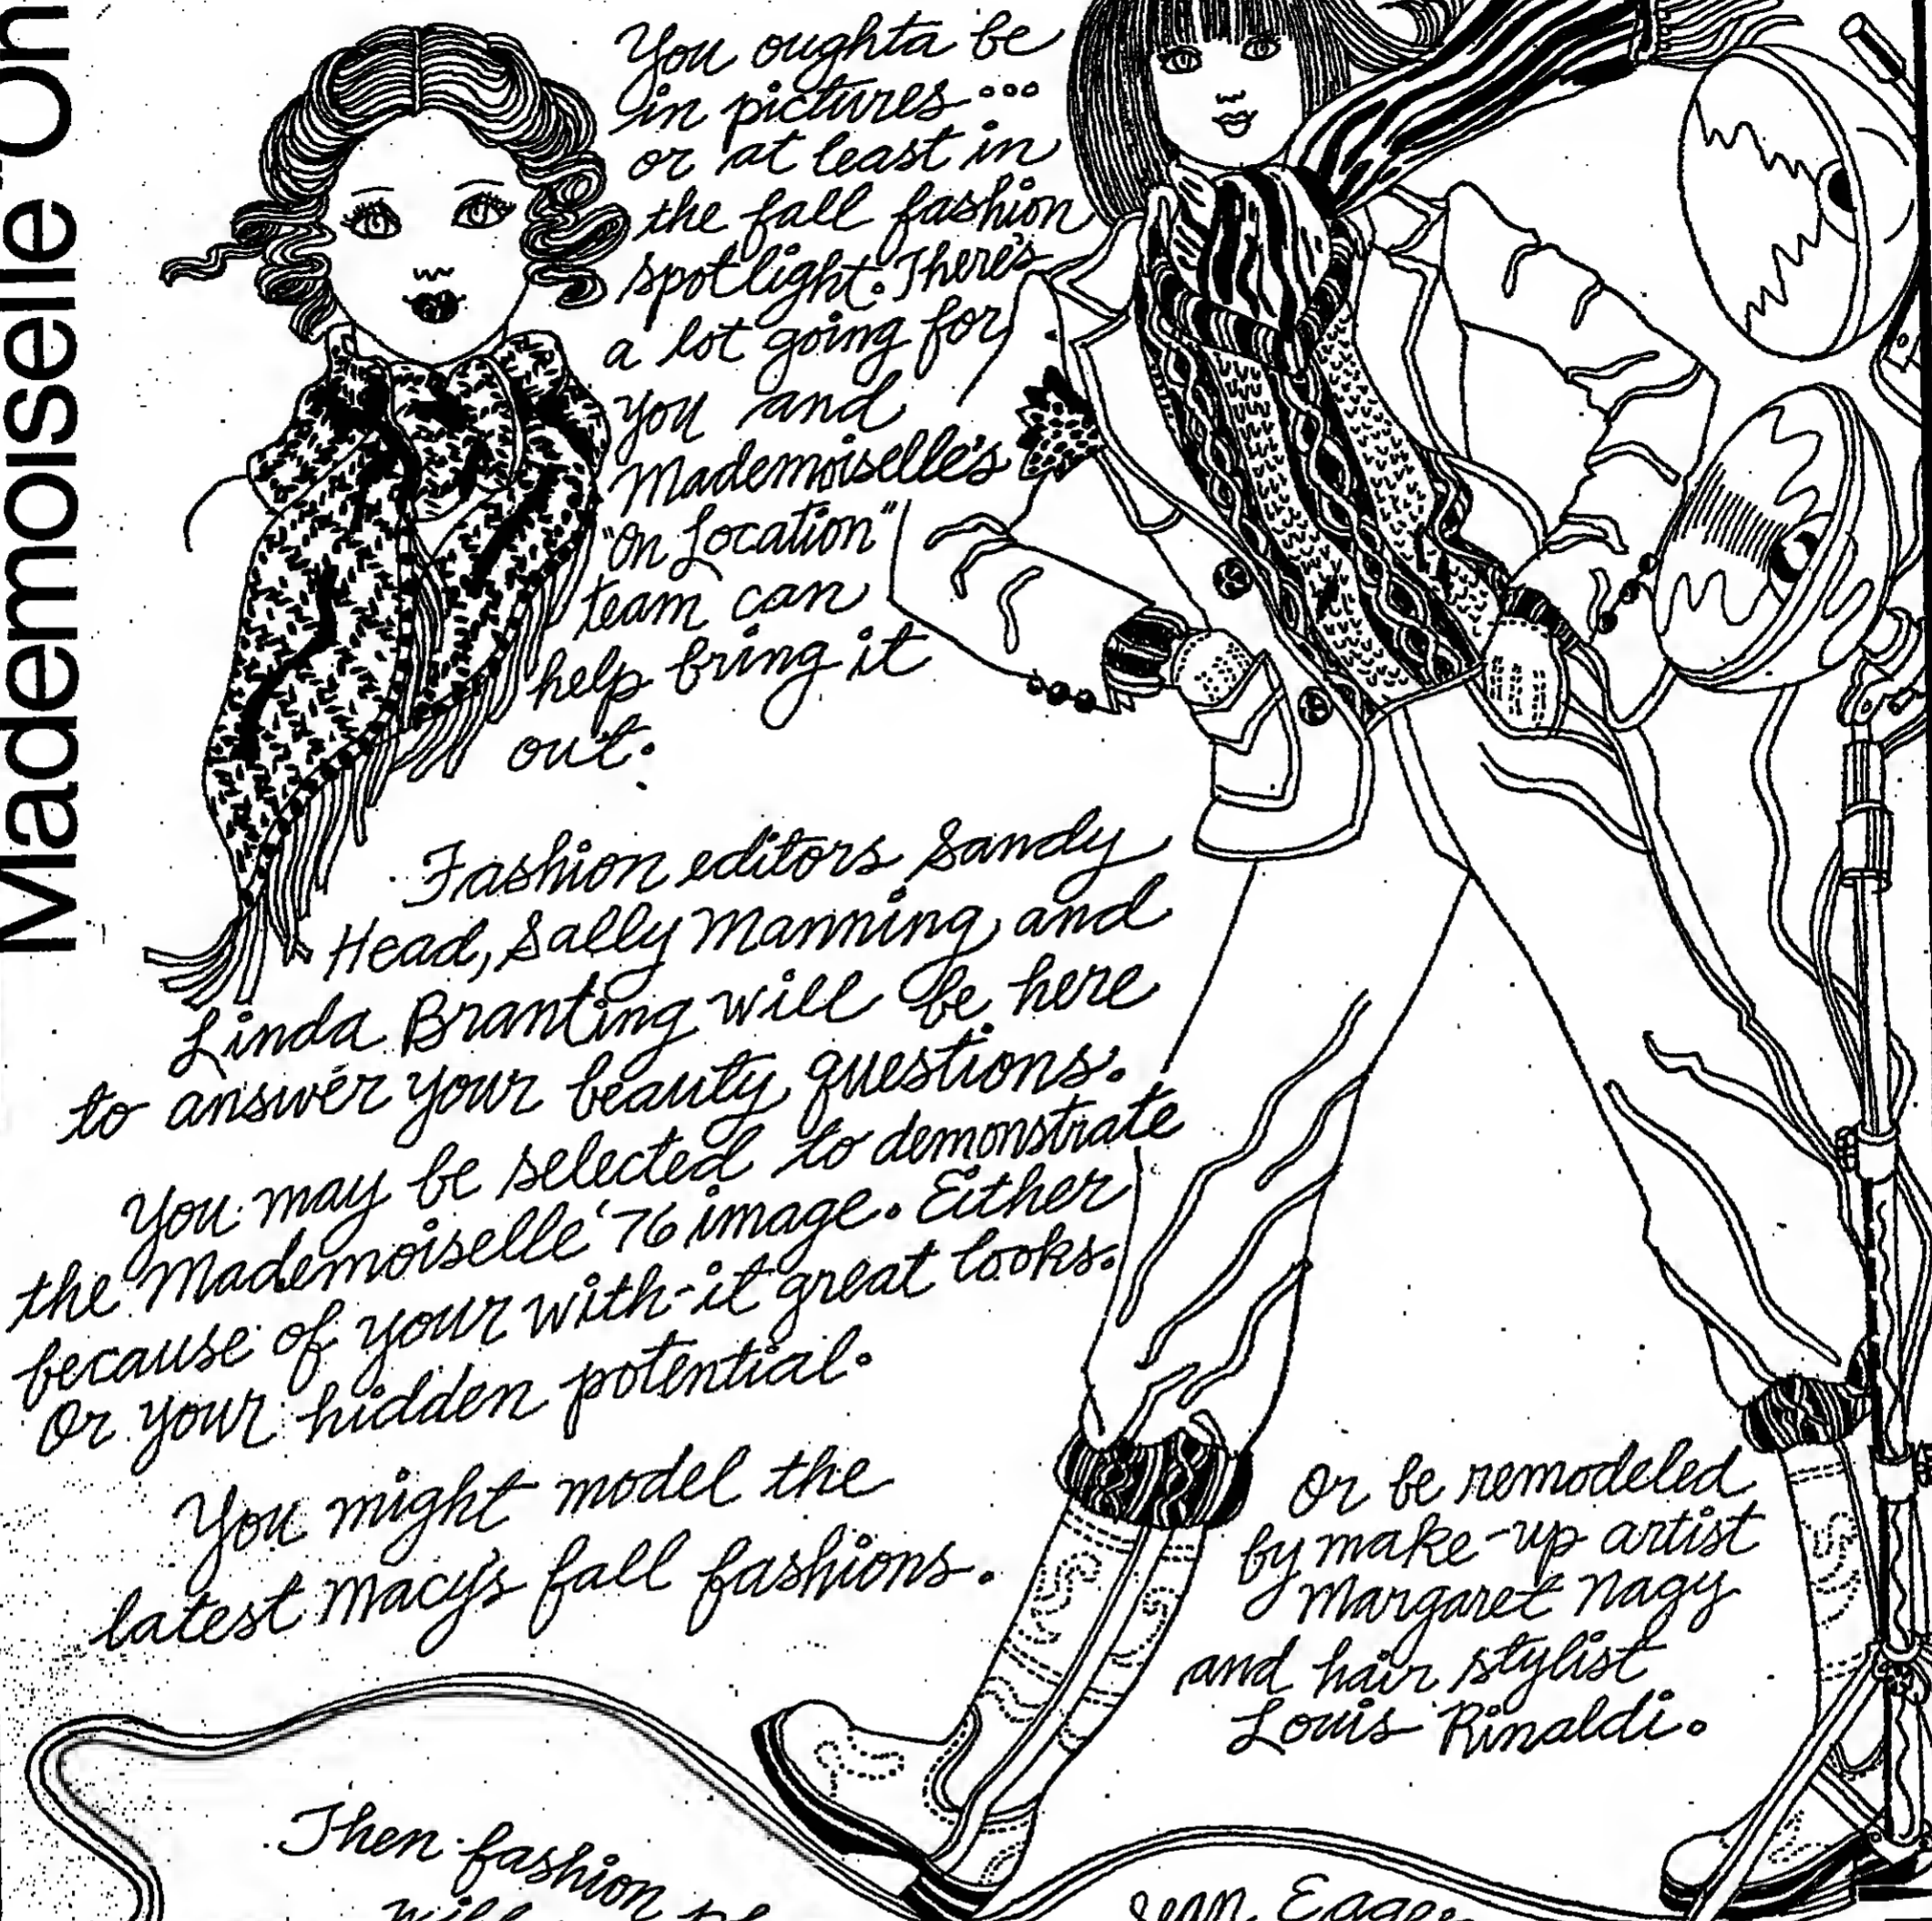 Mademoiselle "On
You oughta be
in pictures...
or at least in
the fall fashion
spotlight. There's
a lot going for
you and
Mademoiselle's
"On Location"
team can
help bring it
out.
Fashion editors Sandy
Head, Sally Manning and
Linda Branting will be here
to answer your beauty questions.
You may be selected to demonstrate
the Mademoiselle '76 image. Either
because of your with-it great looks.
Or your hidden potential.
You might model the
latest Macy's fall fashions.
Or be remodeled
by make-up artist
Margaret Nagy
and hair stylist
Louis Rinaldi.
Then fashion
will